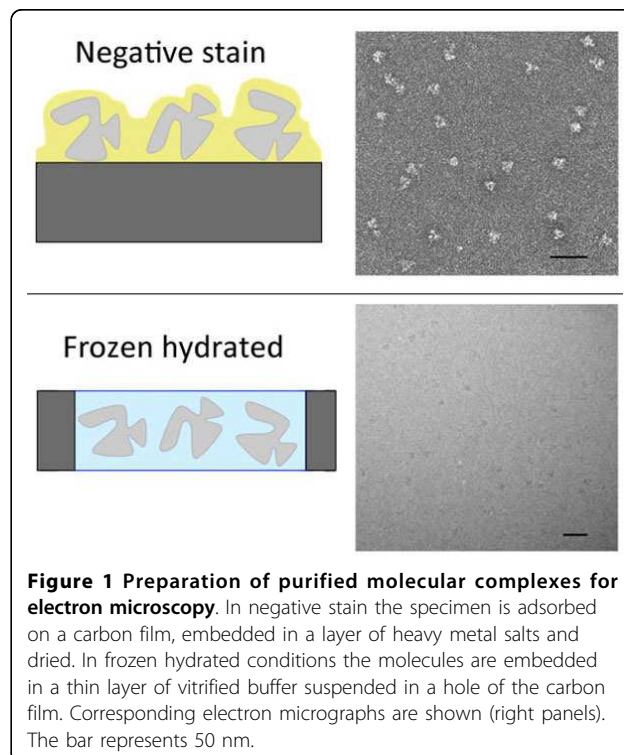 Negative stain
Frozen hydrated
Figure 1 Preparation of purified molecular complexes for
electron microscopy. In negative stain the specimen is adsorbed
on a carbon film, embedded in a layer of heavy metal salts and
dried. In frozen hydrated conditions the molecules are embedded
in a thin layer of vitrified buffer suspended in a hole of the carbon
film. Corresponding electron micrographs are shown (right panels).
The bar represents 50 nm.